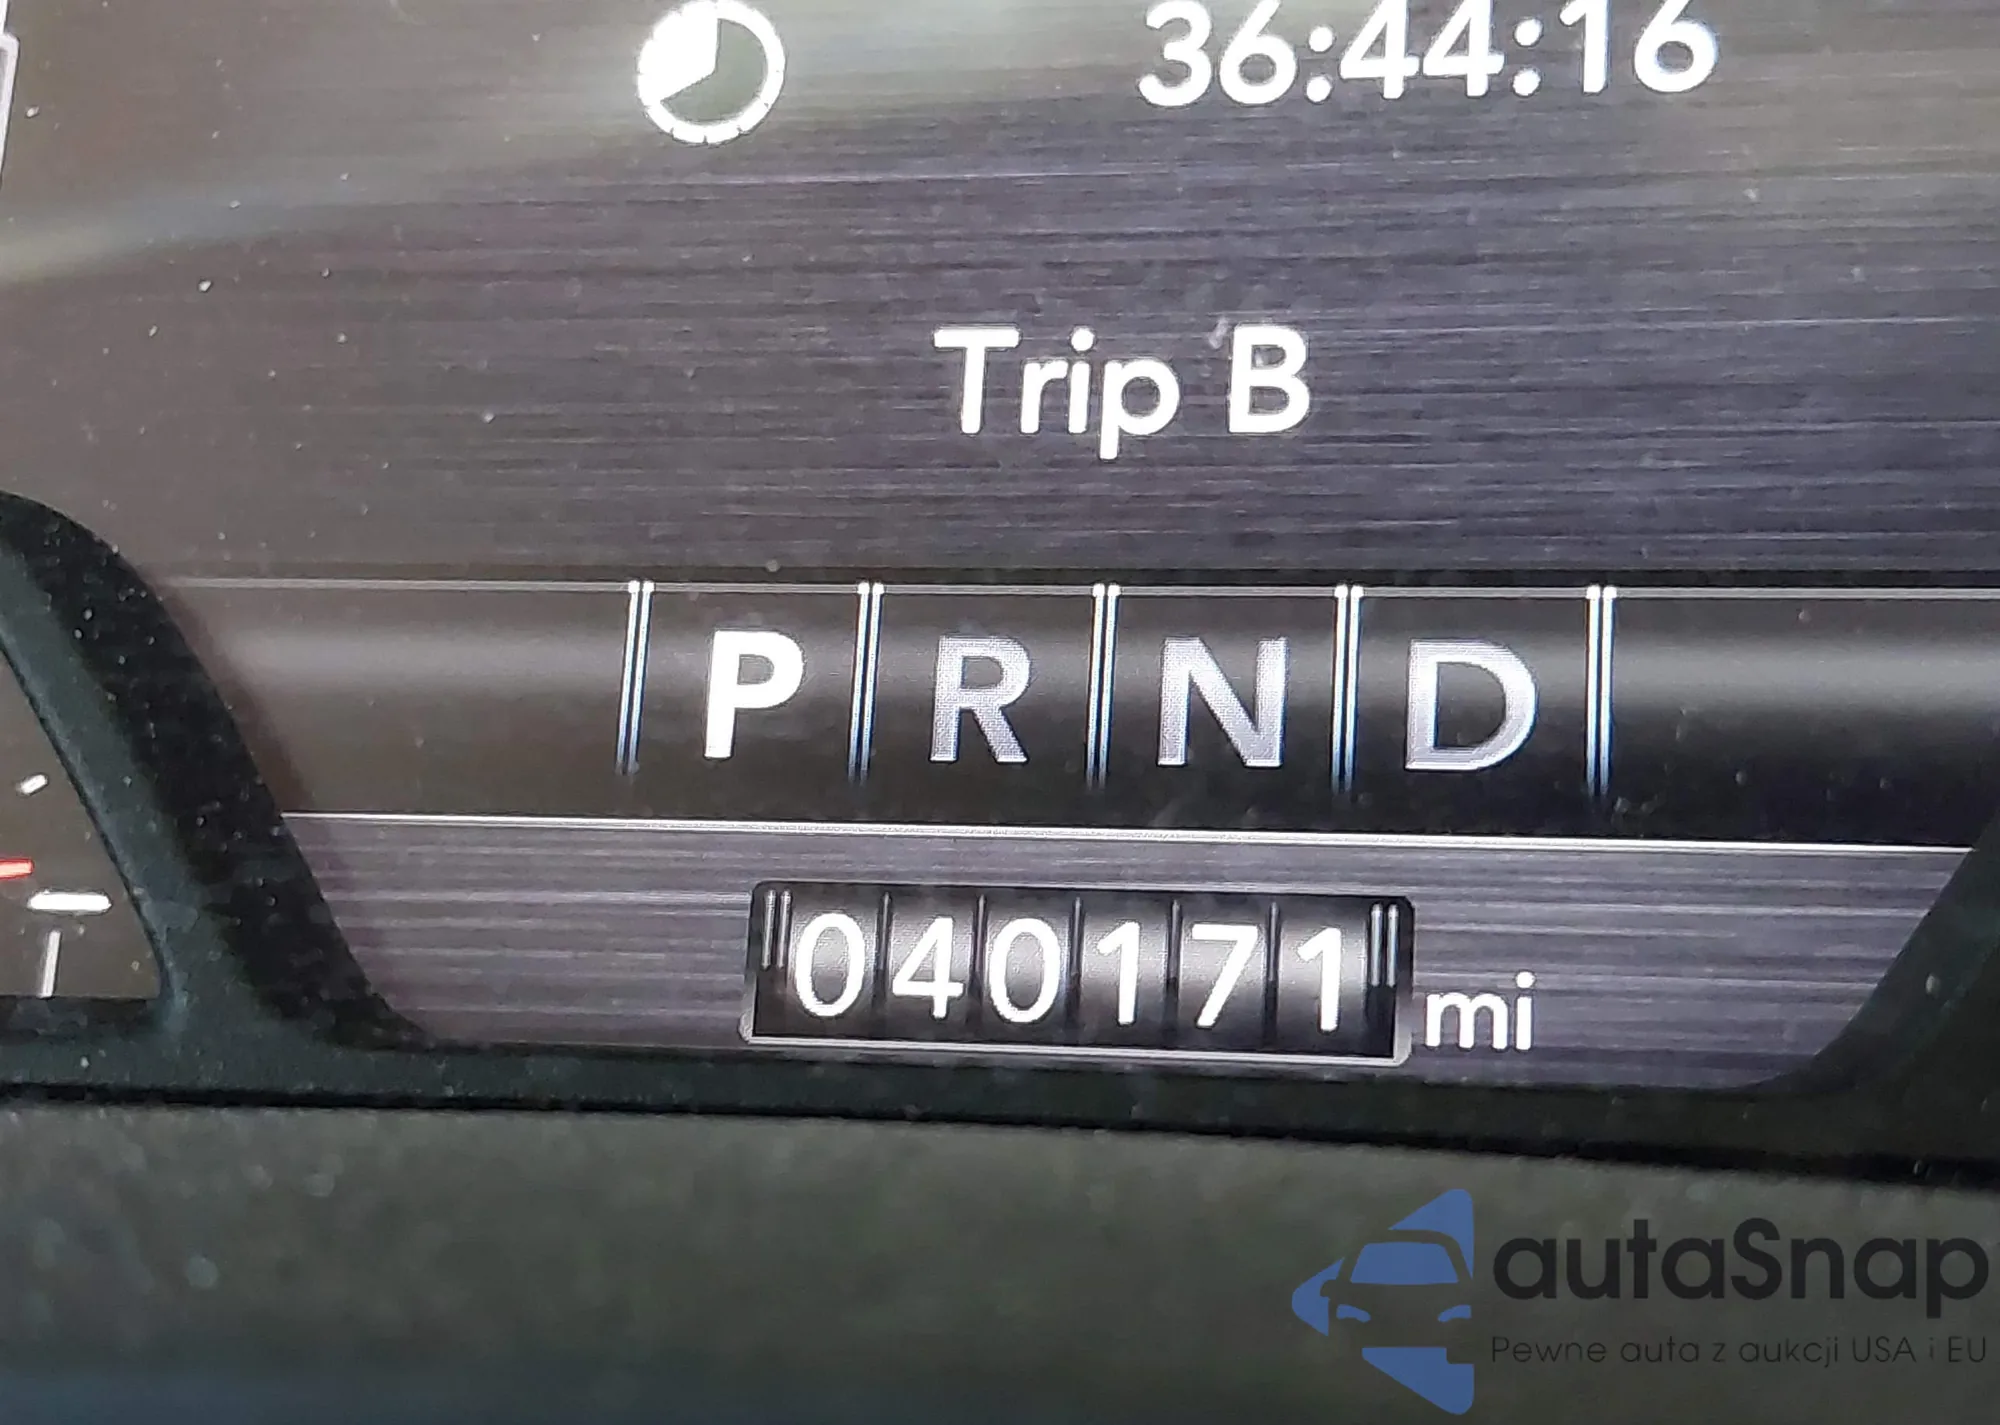 36:44:16
Trip B
P R N D
040171 mi
autaSnap
Pewne auta z aukcji USA i EU